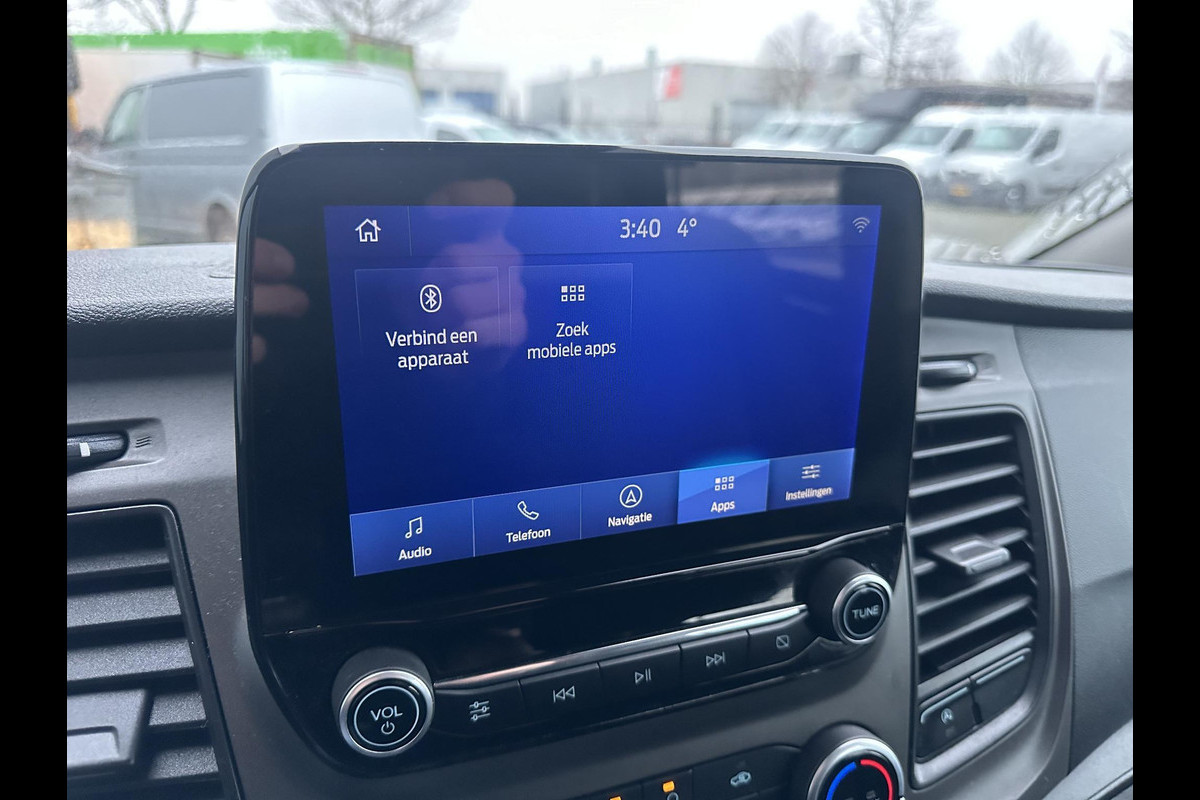 3:40 4°
Verbind een
apparaat
Zoek
mobiele apps
Audio
Telefoon
Navigatie
Apps
Instellingen
TUNE
VOL